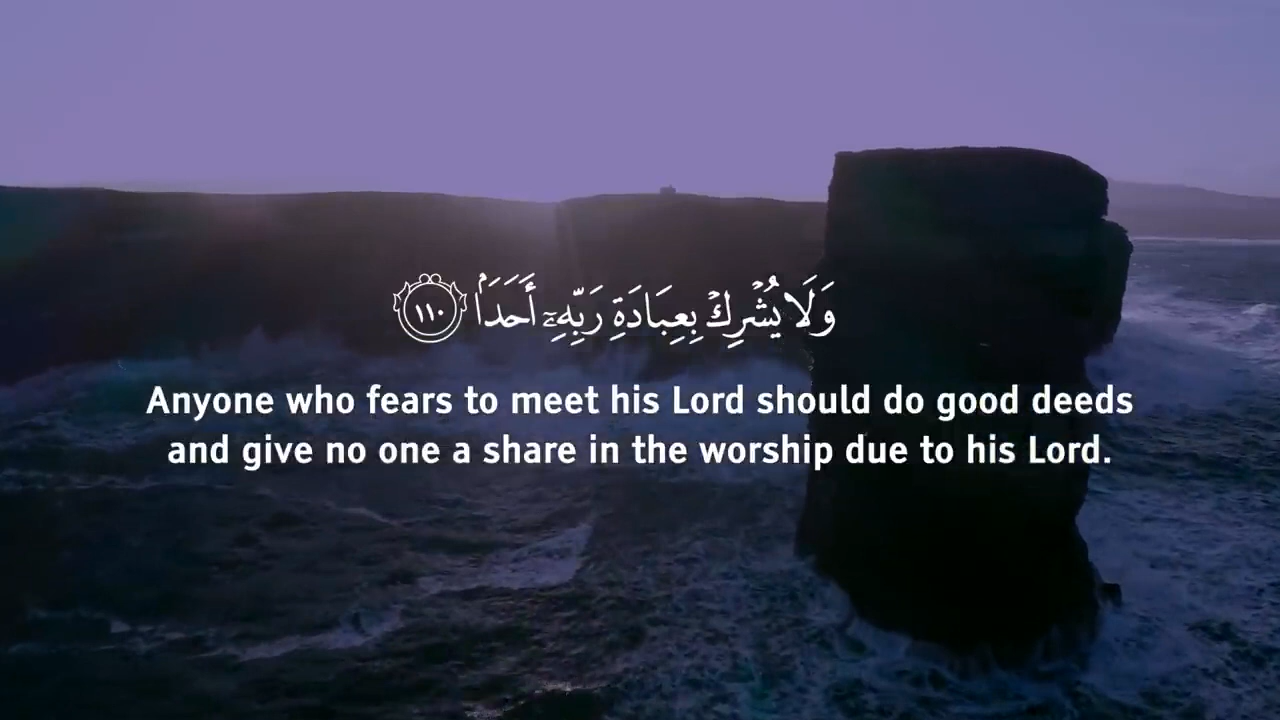 وَلَا يُشْرِكْ بِعِبَادَةِ رَبِّهِۦٓ أَحَدَۢا ١١٠
Anyone who fears to meet his Lord should do good deeds
and give no one a share in the worship due to his Lord.